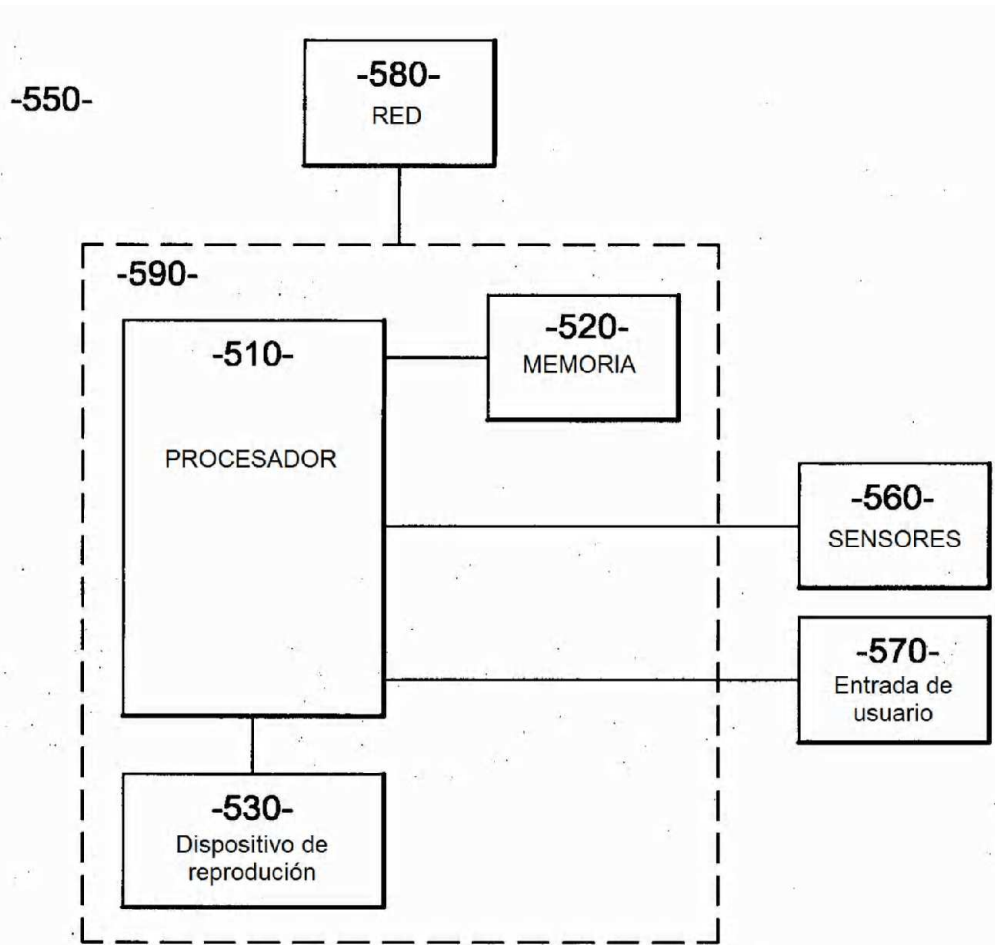 -550-
-580-
RED
-590-
-510-
PROCESADOR
-520-
MEMORIA
-560-
SENSORES
-570-
Entrada de
usuario
-530-
Dispositivo de
reprodución